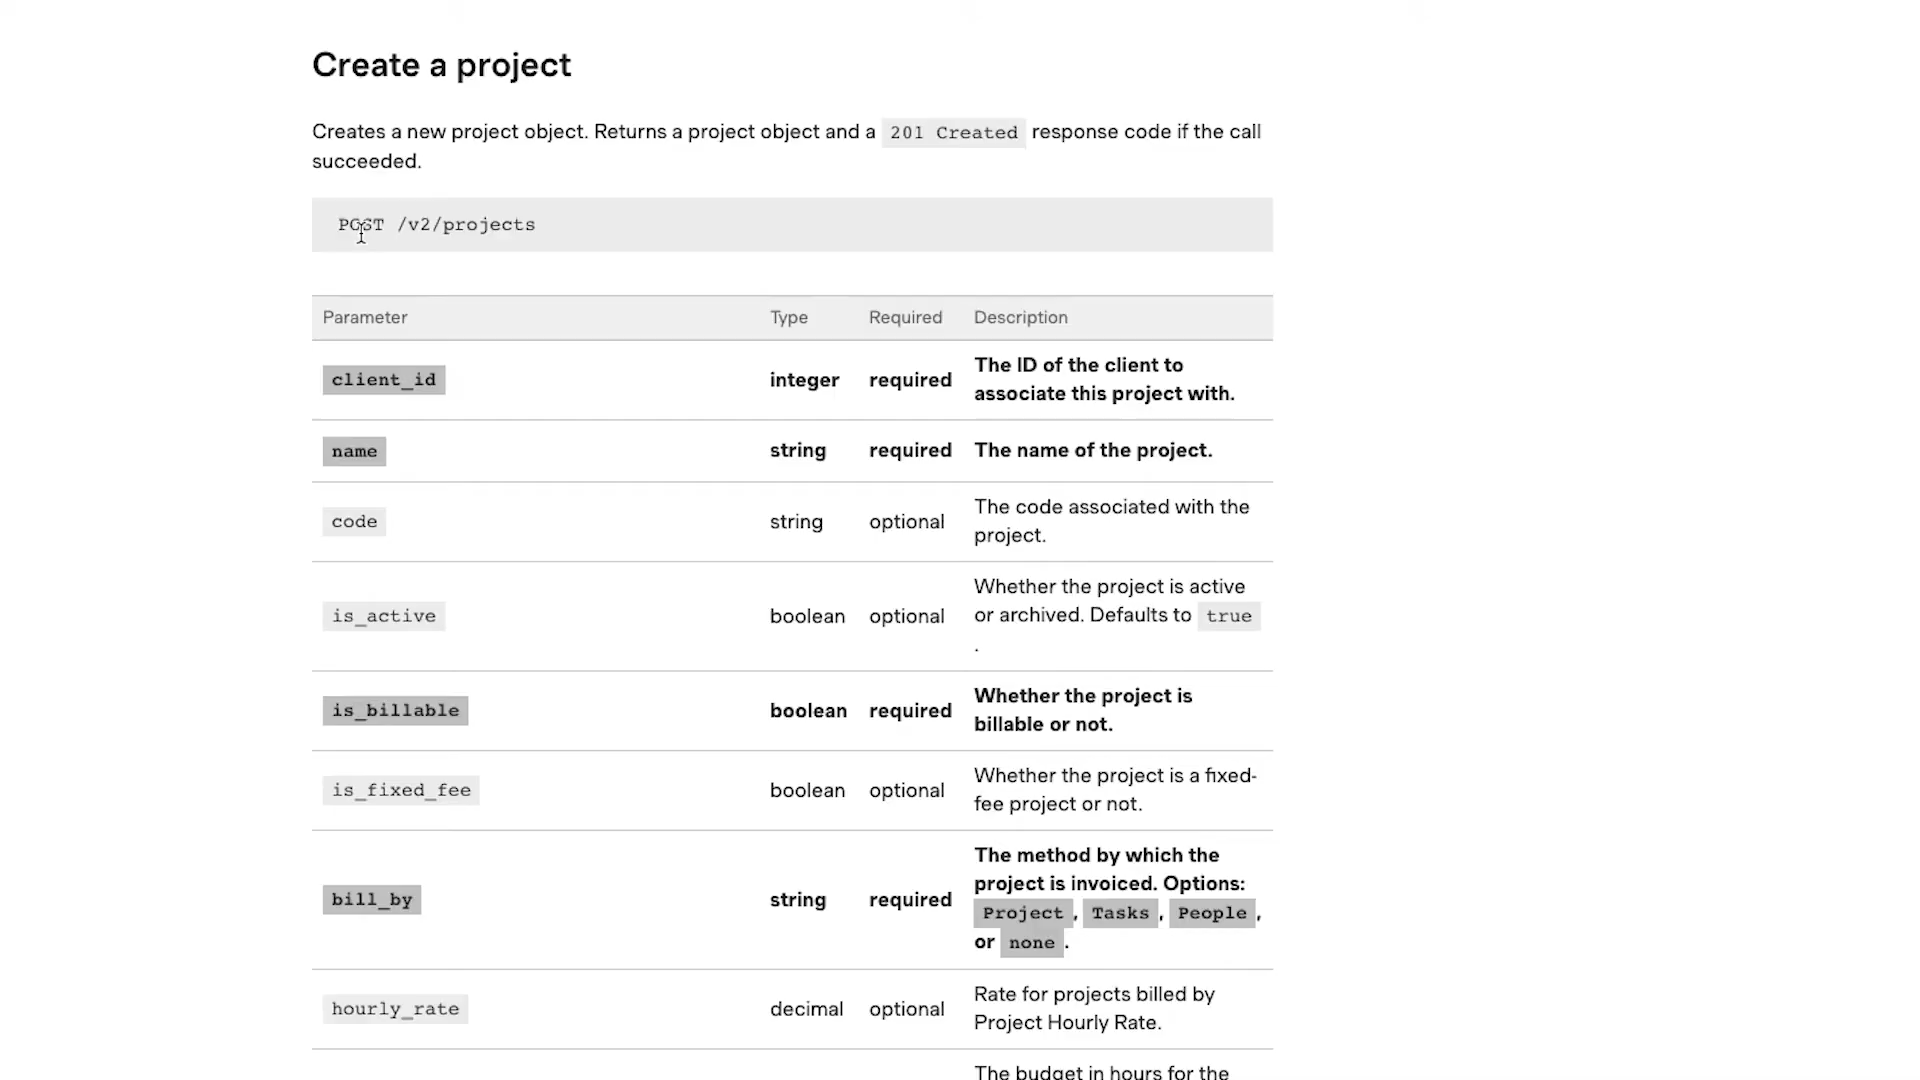 Create a project
Creates a new project object. Returns a project object and a 201 Created response code if the call
succeeded.
POST /v2/projects
Parameter Type Required Description
client_id integer required The ID of the client to
associate this project with.
name string required The name of the project.
code string optional The code associated with the
project.
is_active boolean optional Whether the project is active
or archived. Defaults to true
.
is_billable boolean required Whether the project is
billable or not.
is_fixed_fee boolean optional Whether the project is a fixed-
fee project or not.
bill_by string required The method by which the
project is invoiced. Options:
Project, Tasks, People,
or none.
hourly_rate decimal optional Rate for projects billed by
Project Hourly Rate.
The budget in hours for the